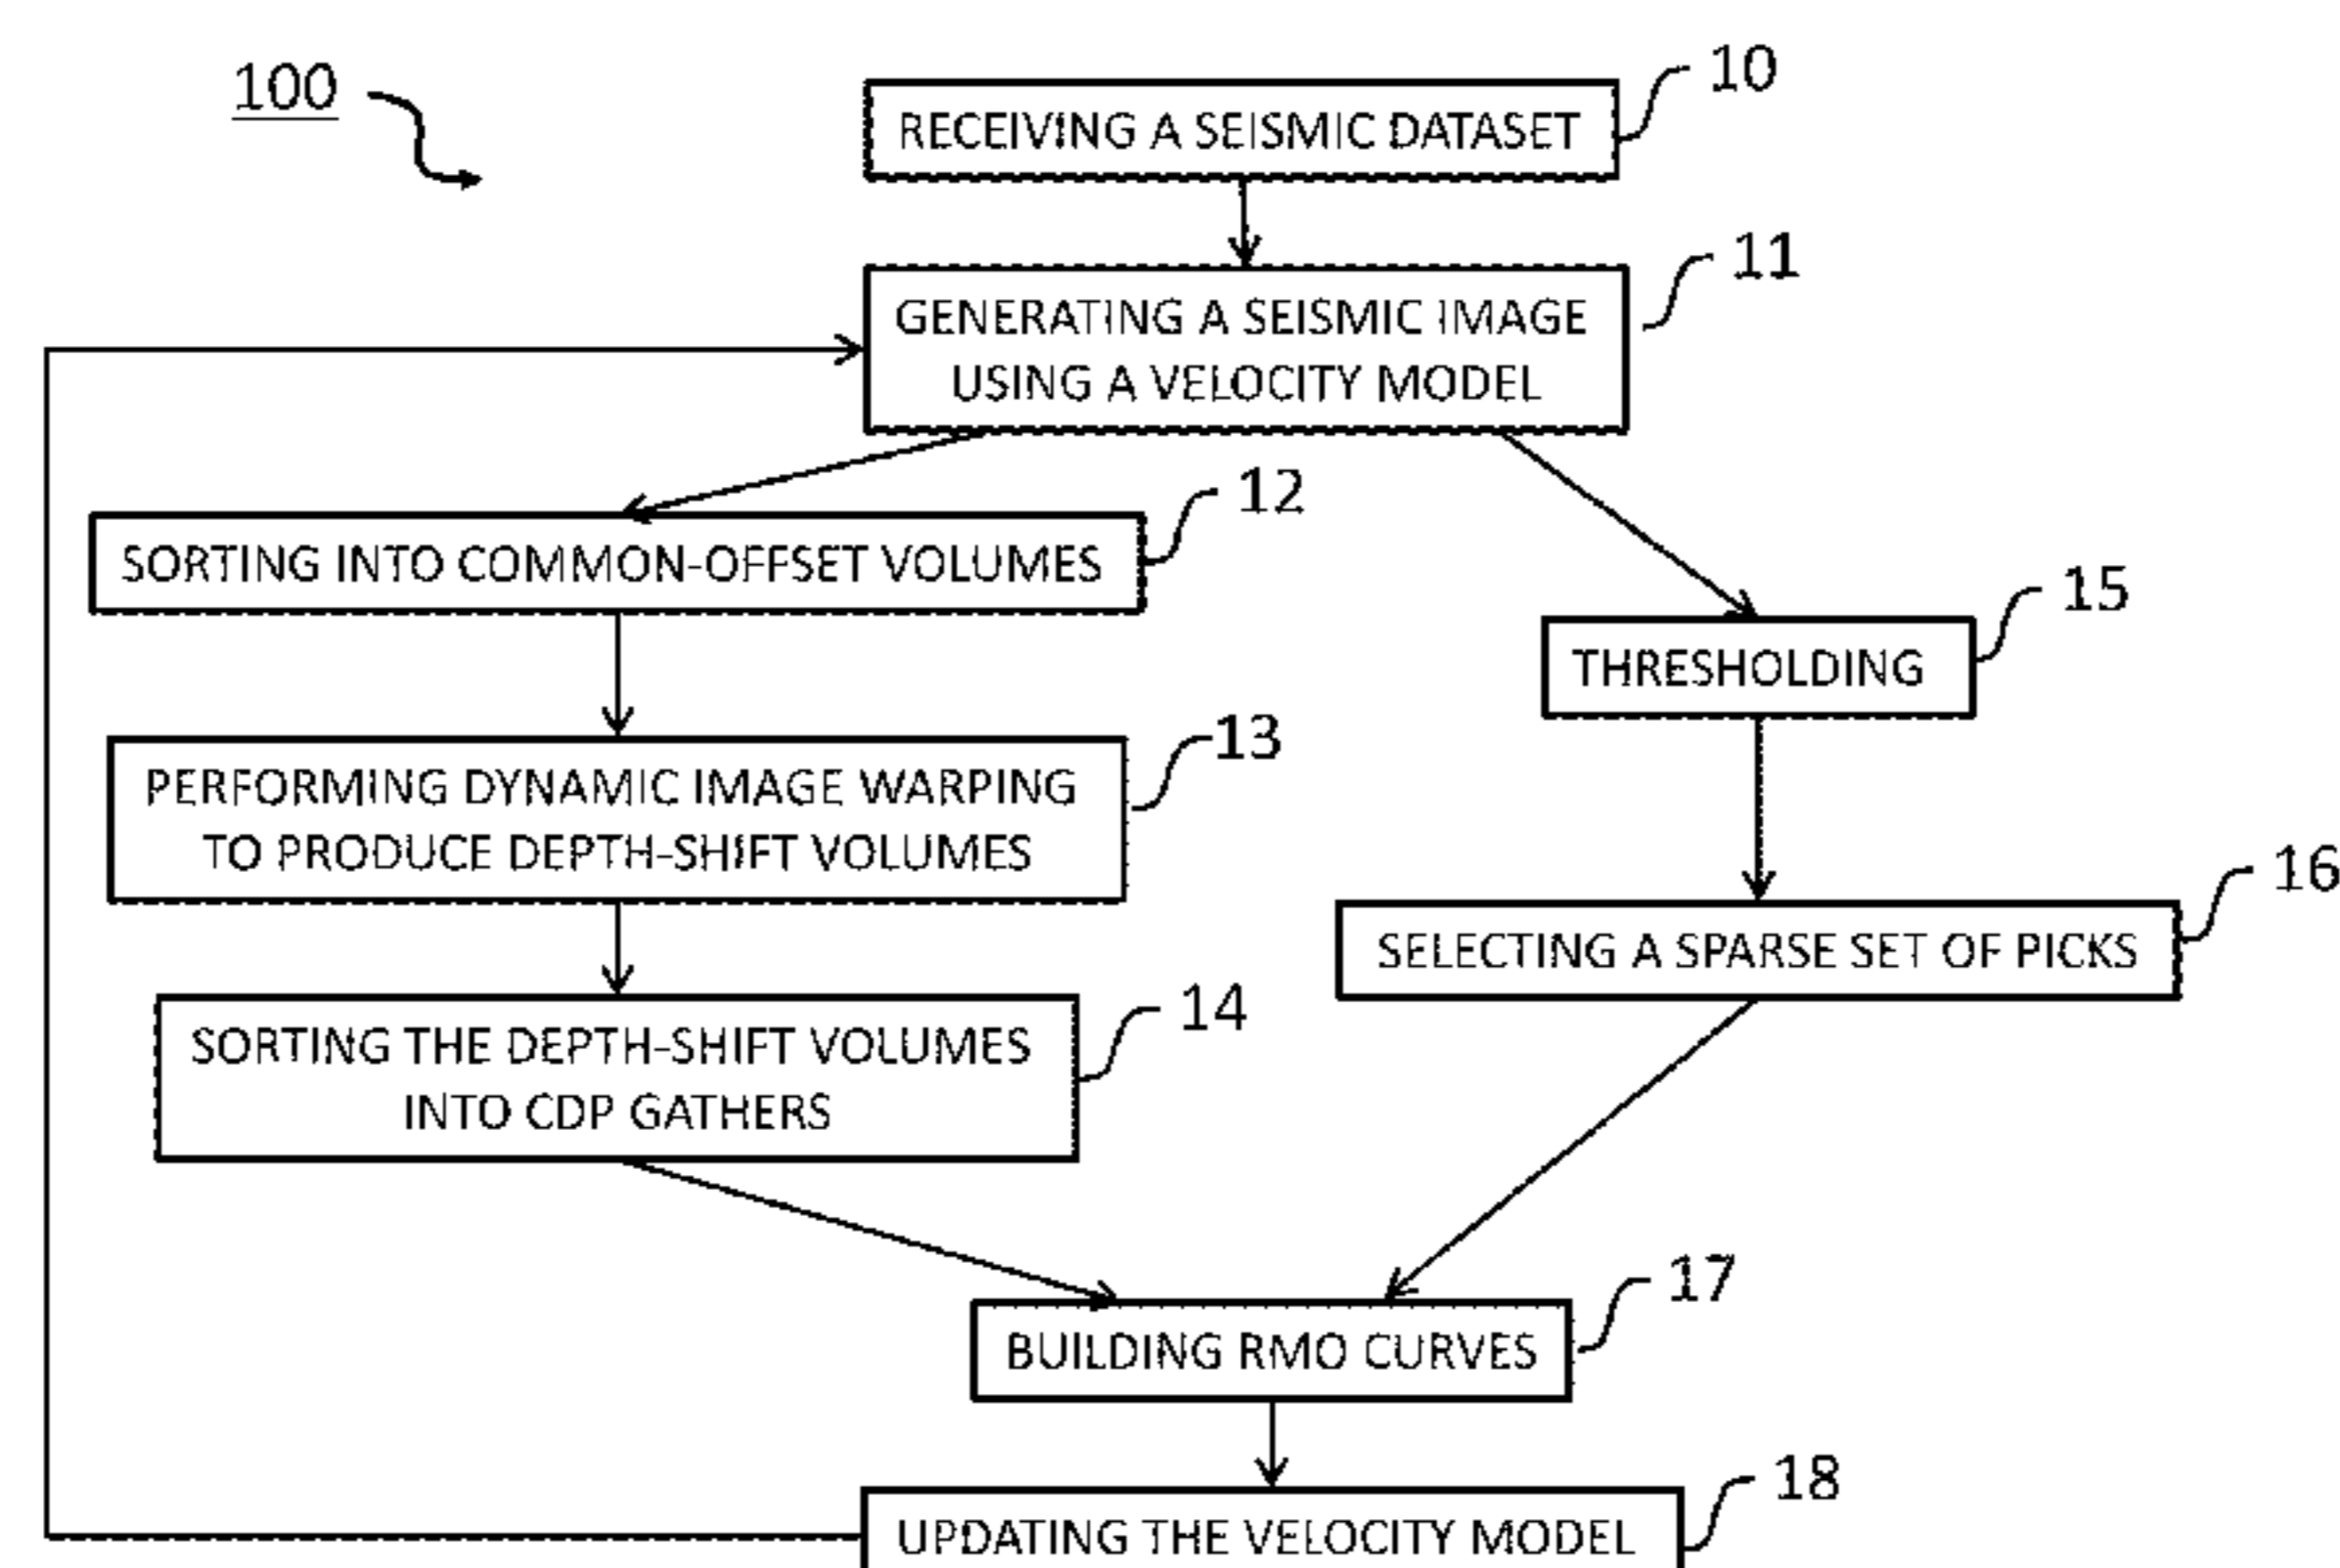 100
10
RECEIVING A SEISMIC DATASET
11
GENERATING A SEISMIC IMAGE
USING A VELOCITY MODEL
12
SORTING INTO COMMON-OFFSET VOLUMES
15
THRESHOLDING
13
PERFORMING DYNAMIC IMAGE WARPING
TO PRODUCE DEPTH-SHIFT VOLUMES
16
SELECTING A SPARSE SET OF PICKS
14
SORTING THE DEPTH-SHIFT VOLUMES
INTO CDP GATHERS
17
BUILDING RMO CURVES
18
UPDATING THE VELOCITY MODEL